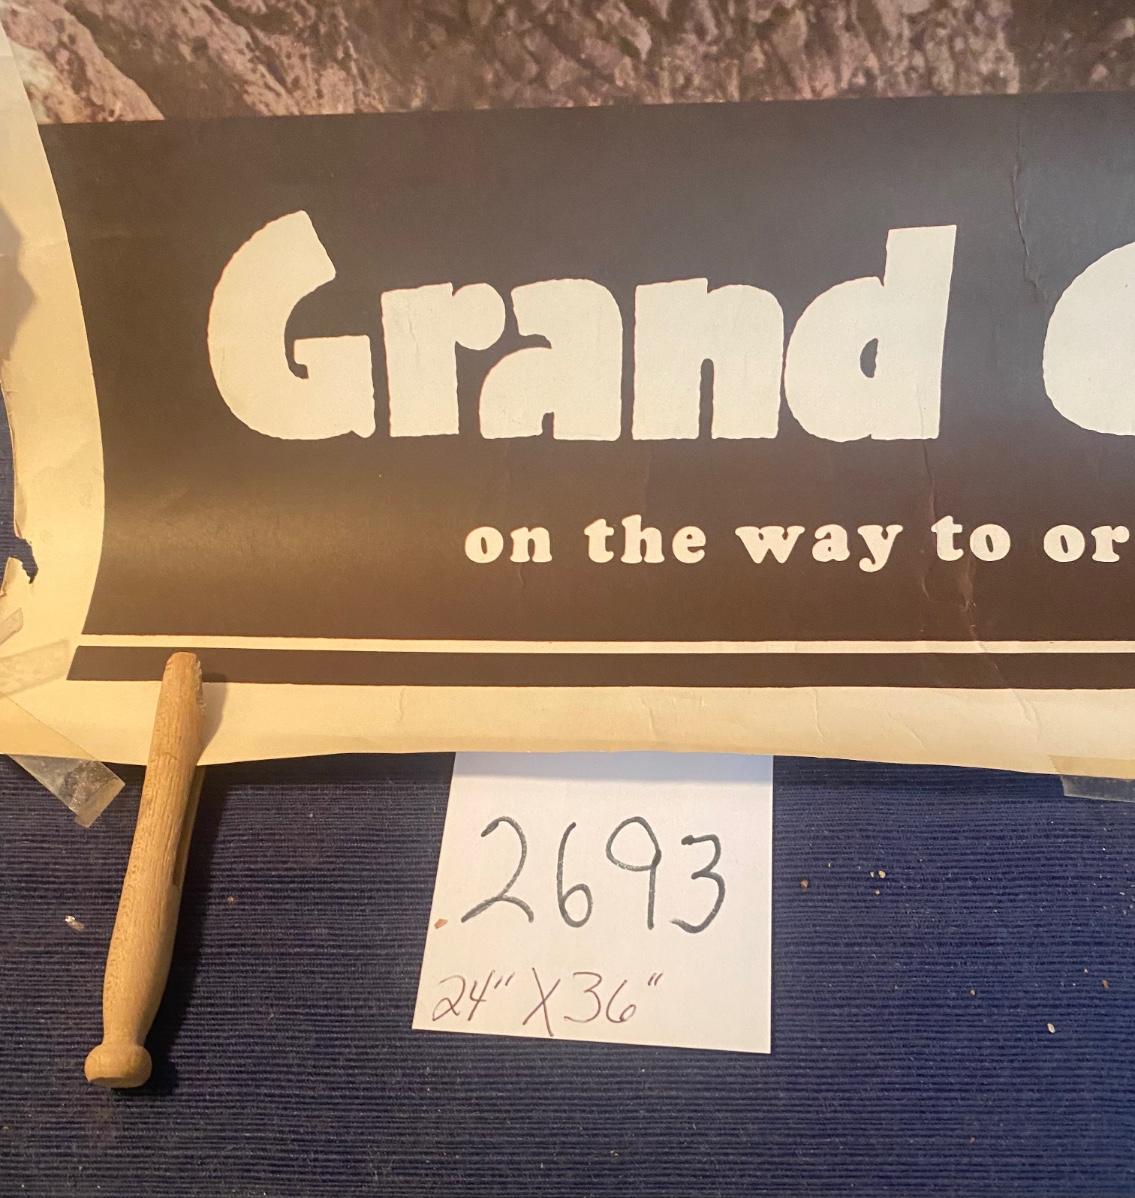 Grand
on the way to or
2693
24" X 36"